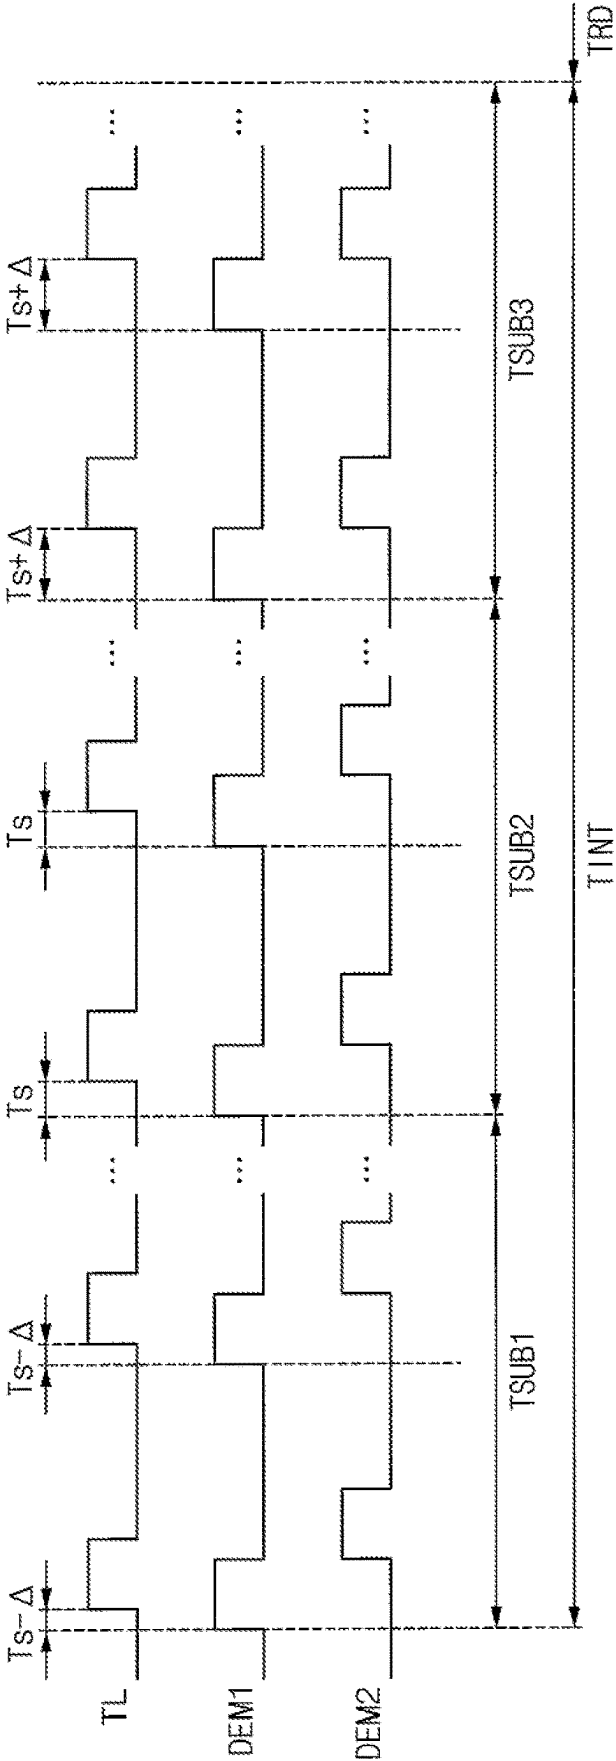 Ts−Δ Ts−Δ Ts Ts Ts+Δ Ts+Δ
TL ... ... ...
DEM1 ... ... ...
DEM2 ... ... ...
TSUB1 TSUB2 TSUB3
TINT TRD